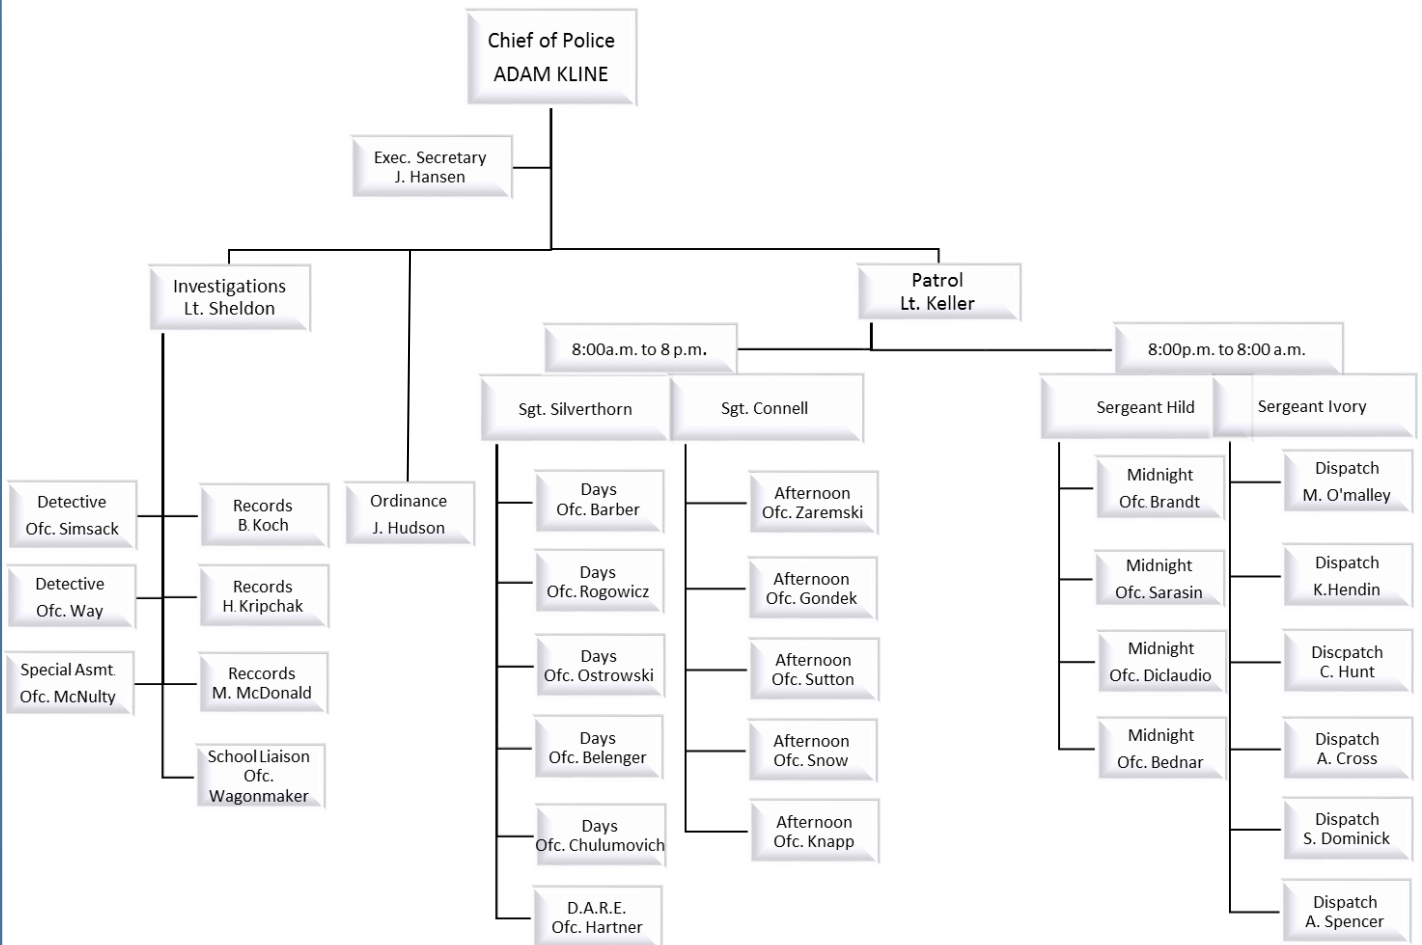 Chief of Police
ADAM KLINE
Exec. Secretary
J. Hansen
Investigations
Lt. Sheldon
Patrol
Lt. Keller
8:00a.m. to 8 p.m.
8:00p.m. to 8:00 a.m.
Sgt. Silverthorn
Sgt. Connell
Sergeant Hild
Sergeant Ivory
Detective
Ofc. Simsack
Detective
Ofc. Way
Special Asmt.
Ofc. McNulty
Records
B. Koch
Records
H. Kripchak
Reccords
M. McDonald
School Liaison
Ofc.
Wagonmaker
Ordinance
J. Hudson
Days
Ofc. Barber
Days
Ofc. Rogowicz
Days
Ofc. Ostrowski
Days
Ofc. Belenger
Days
Ofc. Chulumovich
D.A.R.E.
Ofc. Hartner
Afternoon
Ofc. Zaremski
Afternoon
Ofc. Gondek
Afternoon
Ofc. Sutton
Afternoon
Ofc. Snow
Afternoon
Ofc. Knapp
Midnight
Ofc. Brandt
Midnight
Ofc. Sarasin
Midnight
Ofc. Diclaudio
Midnight
Ofc. Bednar
Dispatch
M. O'malley
Dispatch
K.Hendin
Discpatch
C. Hunt
Dispatch
A. Cross
Dispatch
S. Dominick
Dispatch
A. Spencer